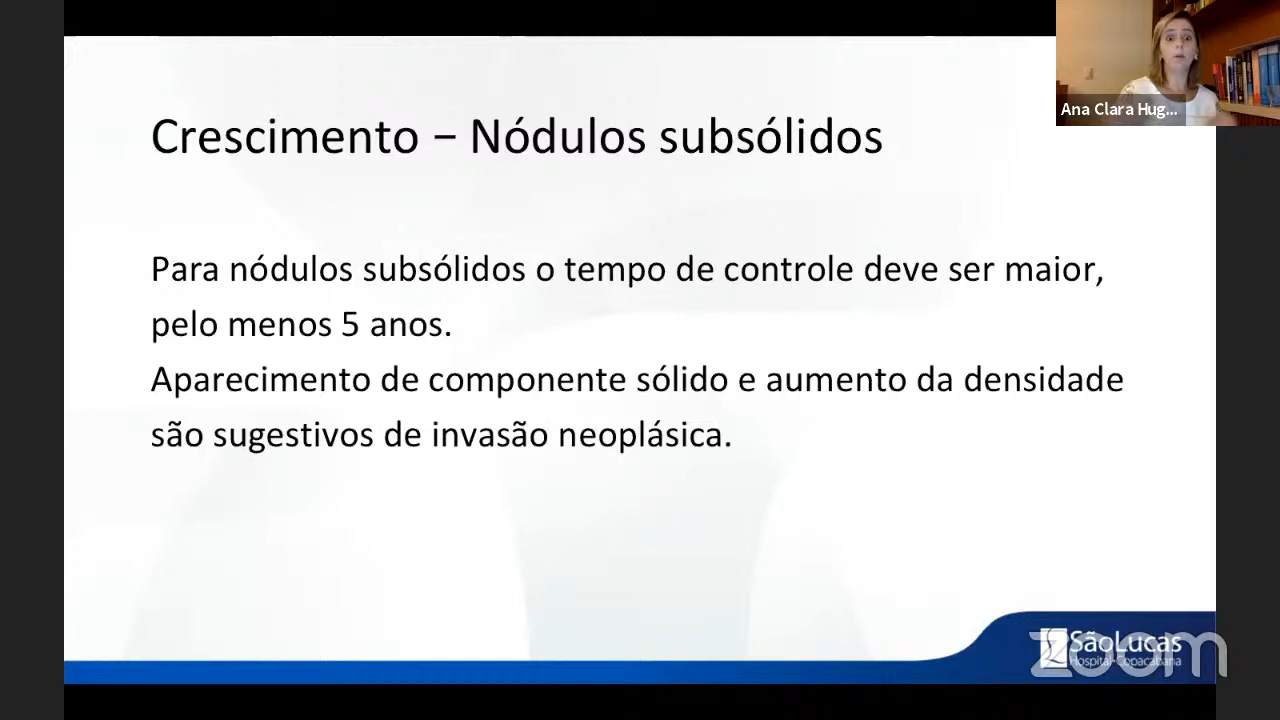 Ana Clara Hug...
Crescimento – Nódulos subsólidos
Para nódulos subsólidos o tempo de controle deve ser maior,
pelo menos 5 anos.
Aparecimento de componente sólido e aumento da densidade
são sugestivos de invasão neoplásica.
SãoLucas
Hospital Copacabana
zoom